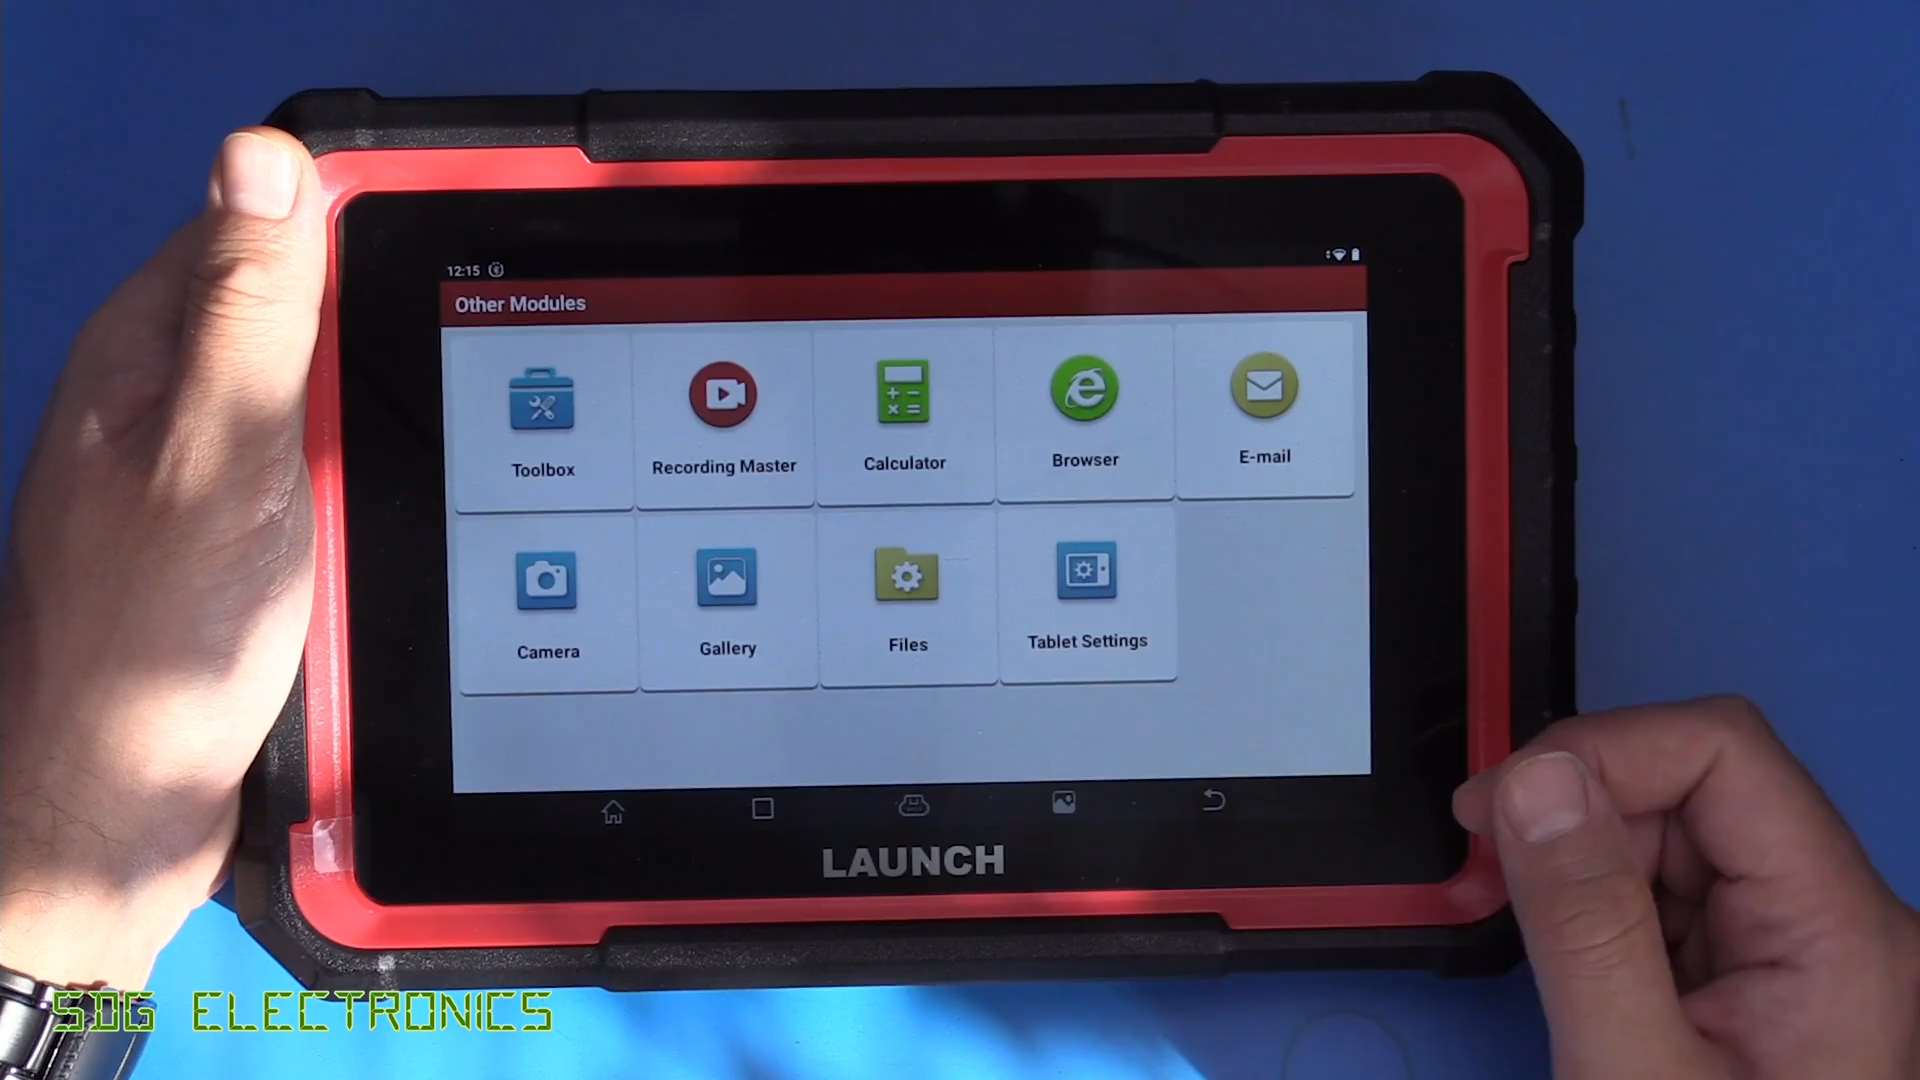 12:15
Other Modules
Toolbox
Recording Master
Calculator
Browser
E-mail
Camera
Gallery
Files
Tablet Settings
LAUNCH
SDG ELECTRONICS